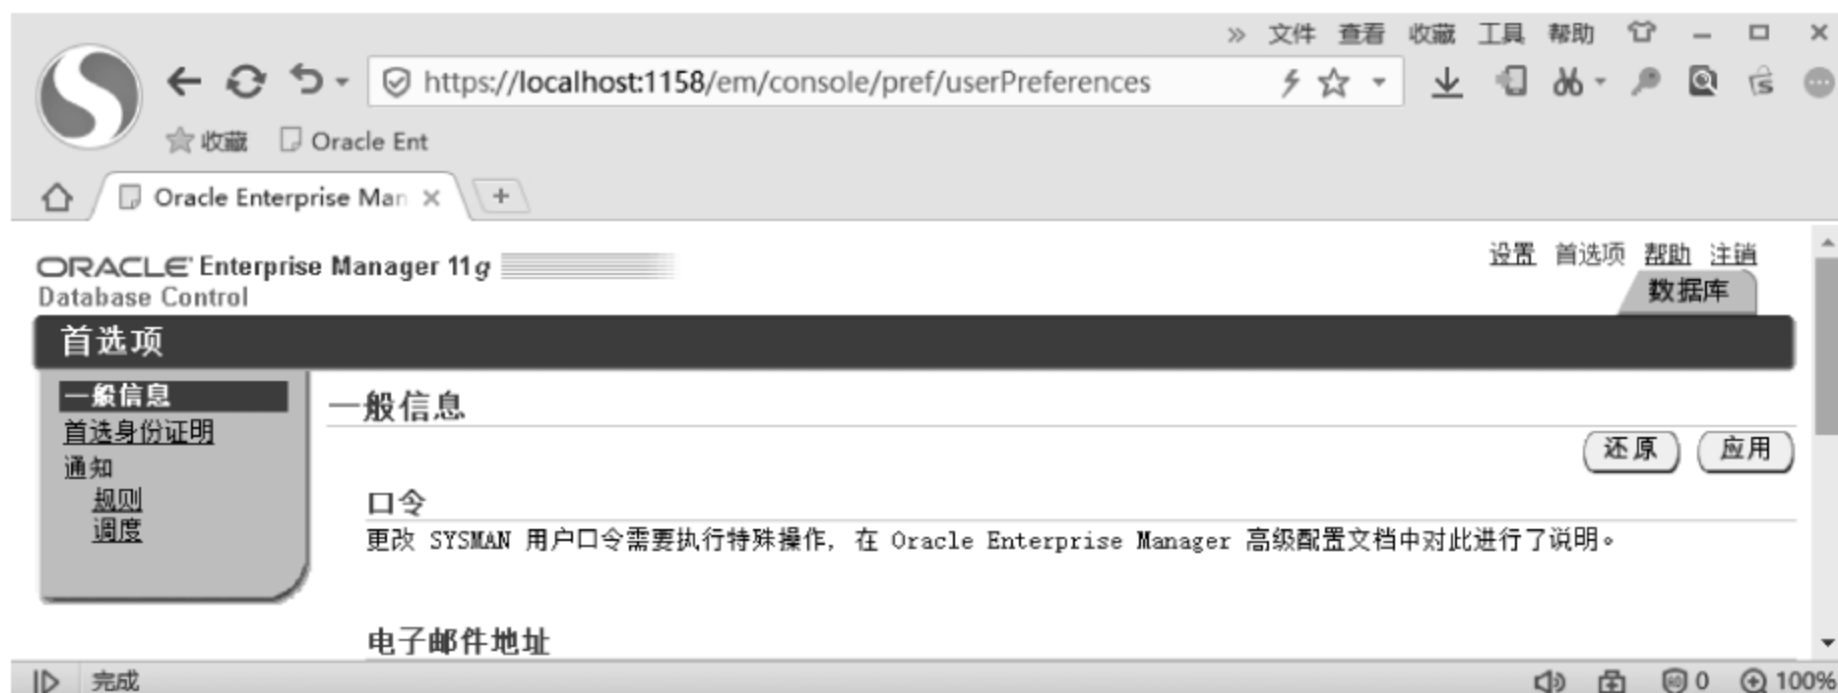 » 文件 查看 收藏 工具 帮助
https://localhost:1158/em/console/pref/userPreferences
收藏 Oracle Ent
Oracle Enterprise Man
ORACLE Enterprise Manager 11g
Database Control
设置 首选项 帮助 注销
数据库
首选项
一般信息
首选身份证明
通知
规则
调度
一般信息
还原 应用
口令
更改 SYSMAN 用户口令需要执行特殊操作, 在 Oracle Enterprise Manager 高级配置文档中对此进行了说明。
电子邮件地址
完成
0 100%